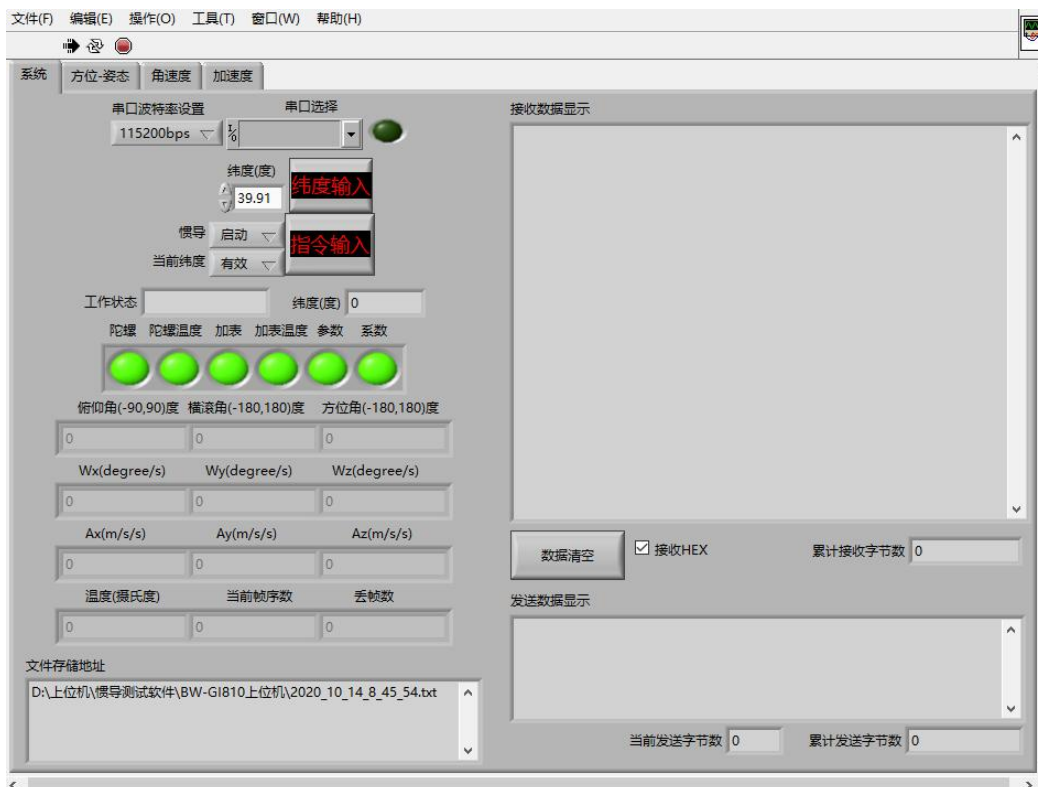 文件(F) 编辑(E) 操作(O) 工具(T) 窗口(W) 帮助(H)
系统 方位-姿态 角速度 加速度
串口波特率设置 串口选择
115200bps
纬度(度)
39.91
纬度输入
惯导 启动
指令输入
当前纬度 有效
工作状态 纬度(度) 0
陀螺 陀螺温度 加表 加表温度 参数 系数
俯仰角(-90,90)度 横滚角(-180,180)度 方位角(-180,180)度
0 0 0
Wx(degree/s) Wy(degree/s) Wz(degree/s)
0 0 0
Ax(m/s/s) Ay(m/s/s) Az(m/s/s)
0 0 0
温度(摄氏度) 当前帧序数 丢帧数
0 0 0
文件存储地址
D:\上位机\惯导测试软件\BW-GI810上位机\2020_10_14_8_45_54.txt
接收数据显示
数据清空 接收HEX 累计接收字节数 0
发送数据显示
当前发送字节数 0 累计发送字节数 0